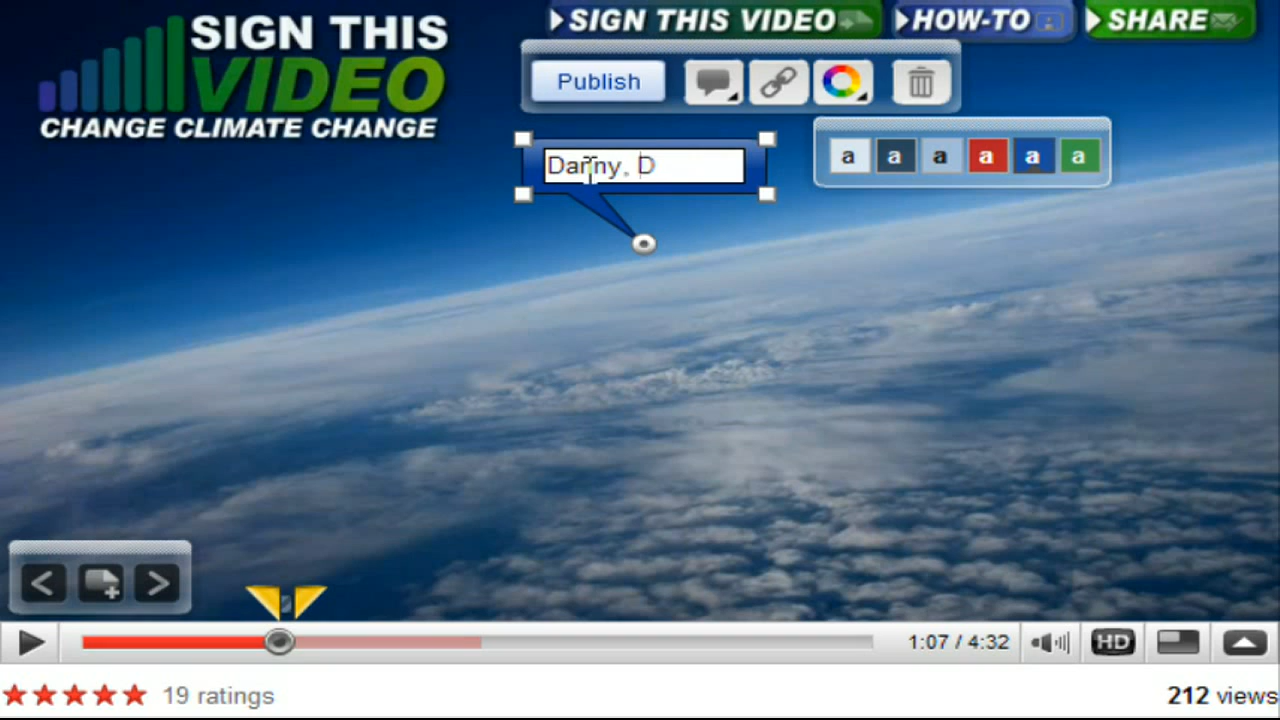 SIGN THIS
VIDEO
CHANGE CLIMATE CHANGE
SIGN THIS VIDEO
HOW-TO
SHARE
Publish
Danny, D
a a a a a a
1:07 / 4:32
HD
19 ratings
212 views